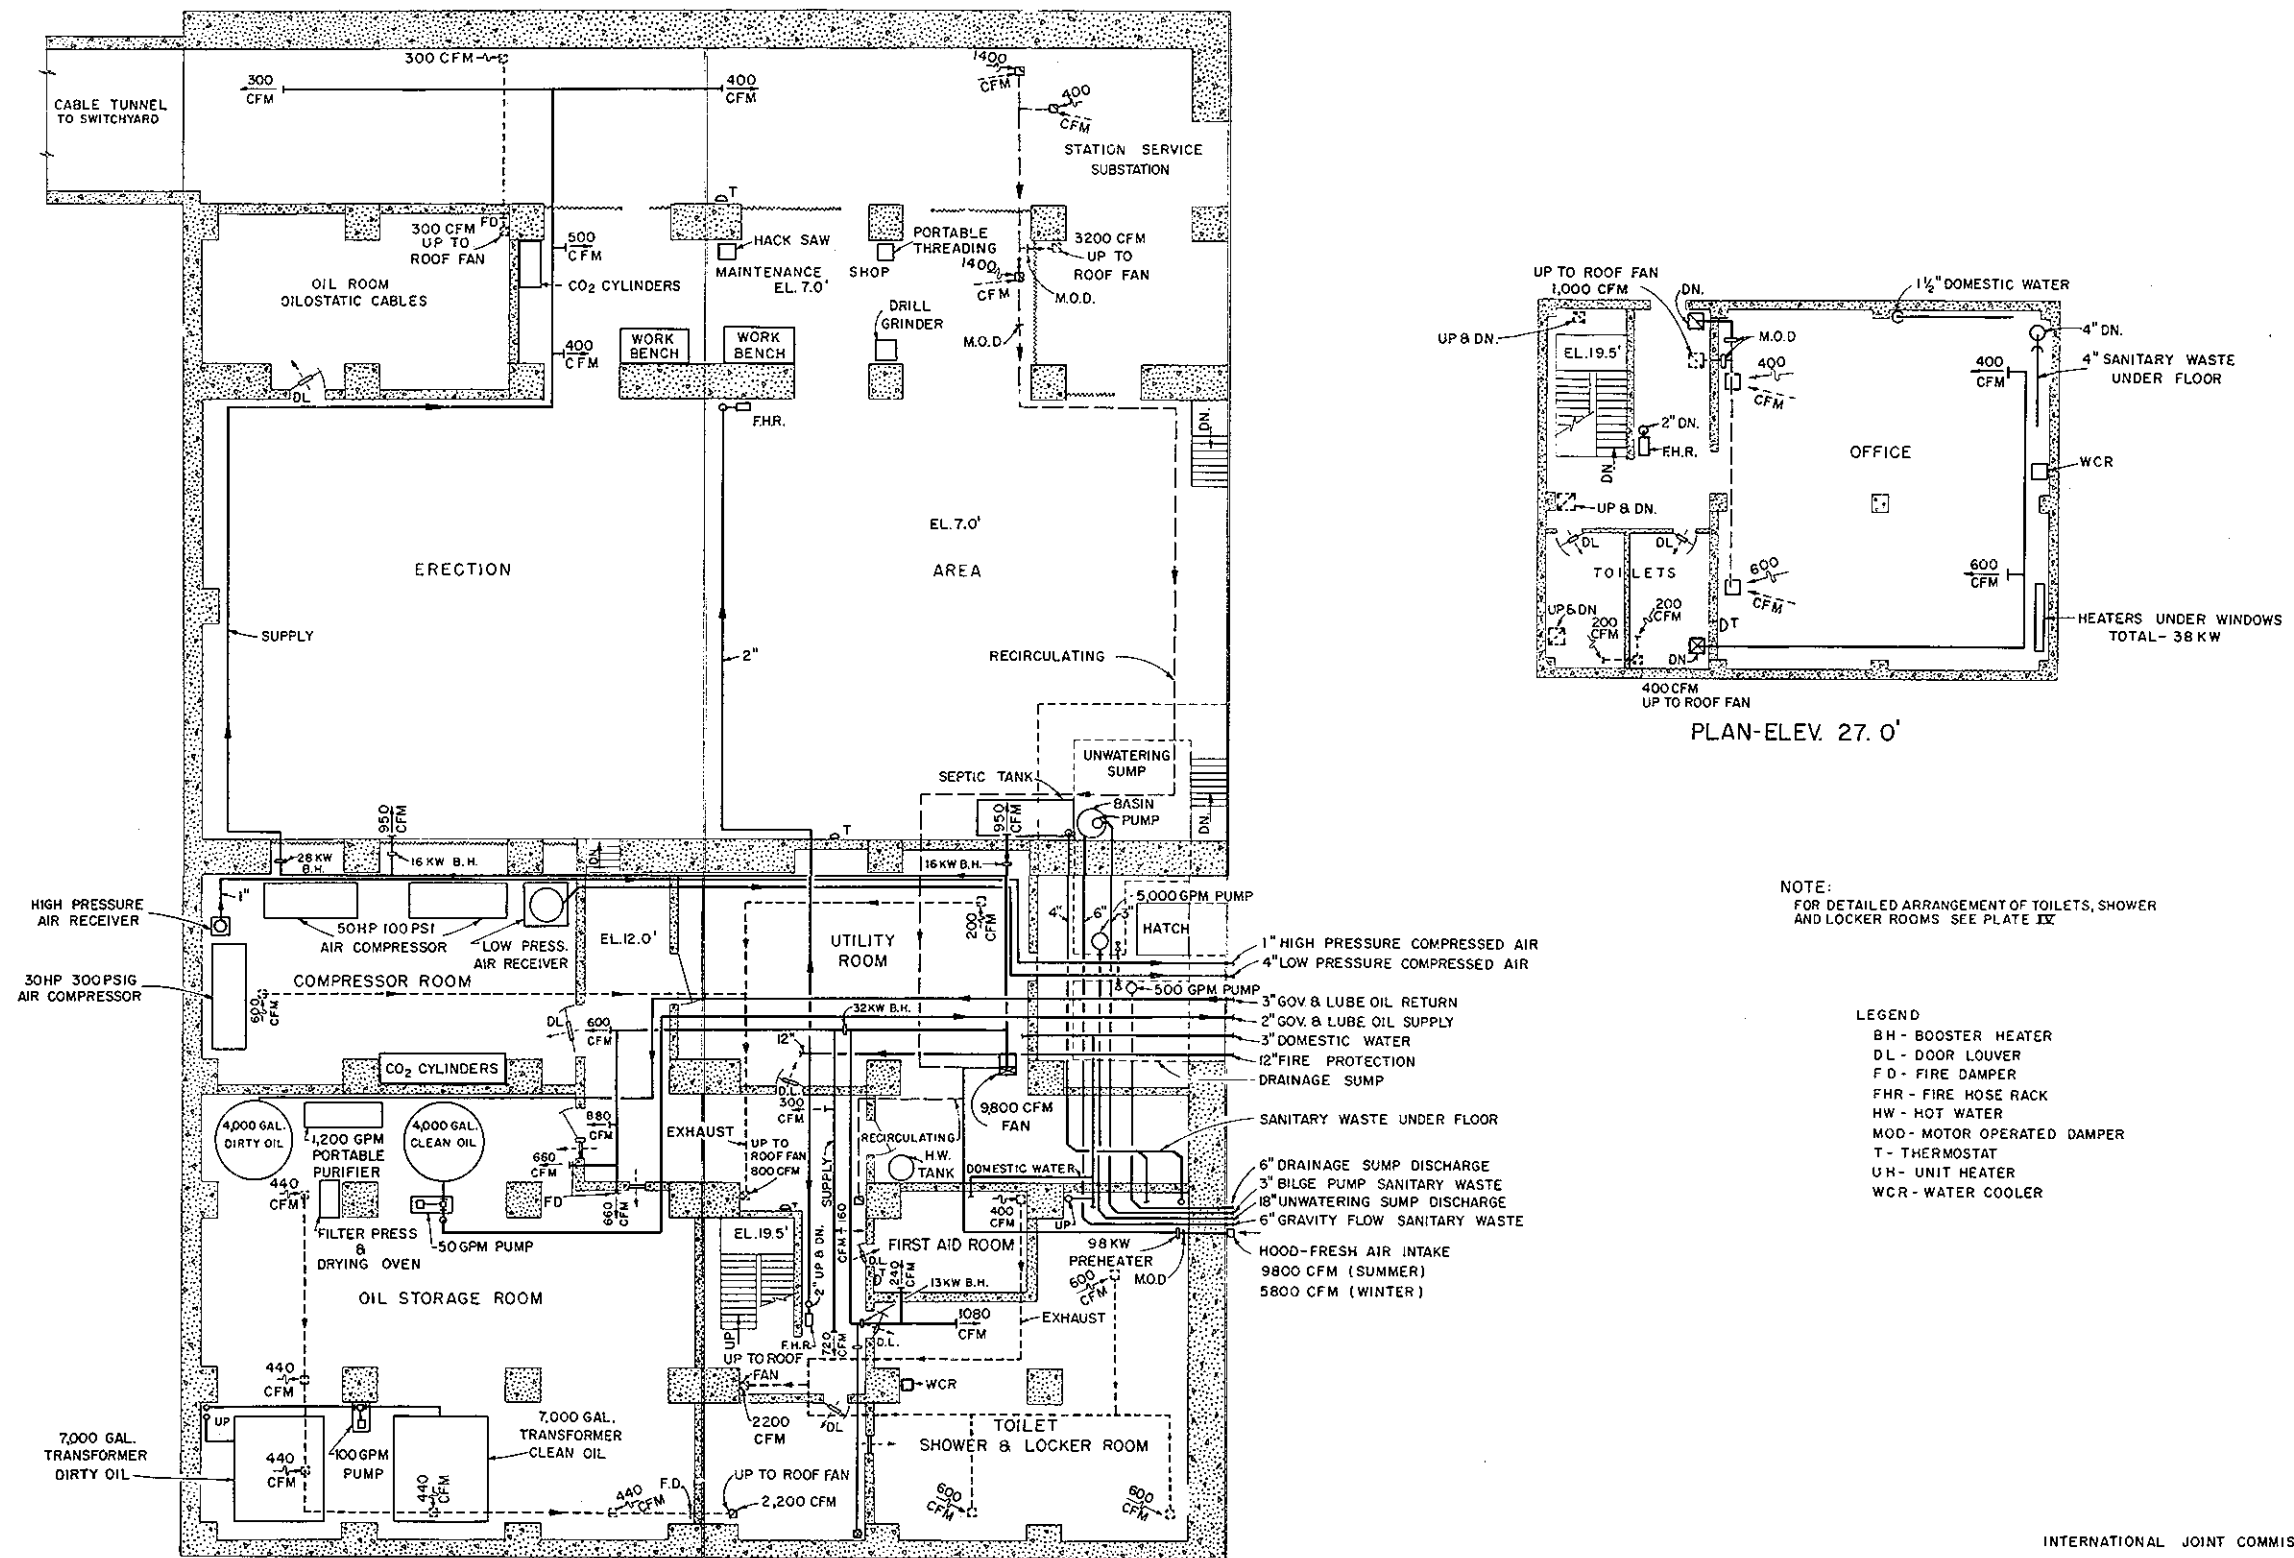 300 CFM
300
CFM
400
CFM
1400
CFM
400
CFM
CABLE TUNNEL
TO SWITCHYARD
STATION SERVICE
SUBSTATION
T
FD
300 CFM
UP TO
ROOF FAN
500
CFM
HACK SAW
PORTABLE
THREADING
3200 CFM
UP TO
ROOF FAN
MAINTENANCE SHOP
EL. 7.0'
1400
CFM
M.O.D.
OIL ROOM
OILOSTATIC CABLES
CO2 CYLINDERS
DRILL
GRINDER
WORK
BENCH
WORK
BENCH
M.O.D
400
CFM
DL
F.H.R.
DN.
EL. 7.0'
ERECTION AREA
SUPPLY
2"
RECIRCULATING
UNWATERING
SUMP
SEPTIC TANK
BASIN
PUMP
950
CFM
950
CFM
T
DN.
28 KW
B.H.
16 KW B.H.
DN
16 KW B.H.
HIGH PRESSURE
AIR RECEIVER
1"
50HP 100 PSI
AIR COMPRESSOR
LOW PRESS.
AIR RECEIVER
EL.12.0'
UTILITY
ROOM
200
CFM
4"
6"
3"
5,000 GPM PUMP
HATCH
1" HIGH PRESSURE COMPRESSED AIR
4" LOW PRESSURE COMPRESSED AIR
30HP 300PSIG
AIR COMPRESSOR
COMPRESSOR ROOM
600
CFM
500 GPM PUMP
3" GOV. & LUBE OIL RETURN
2" GOV. & LUBE OIL SUPPLY
3" DOMESTIC WATER
12" FIRE PROTECTION
DRAINAGE SUMP
DL
600
CFM
32KW B.H.
12"
CO2 CYLINDERS
D.L.
300
CFM
9,800 CFM
FAN
4,000 GAL.
DIRTY OIL
1,200 GPM
PORTABLE
PURIFIER
4,000 GAL.
CLEAN OIL
880
CFM
660
CFM
EXHAUST
UP TO
ROOF FAN
800 CFM
SUPPLY
RECIRCULATING
H.W.
TANK
DOMESTIC WATER
SANITARY WASTE UNDER FLOOR
6" DRAINAGE SUMP DISCHARGE
3" BILGE PUMP SANITARY WASTE
18" UNWATERING SUMP DISCHARGE
6" GRAVITY FLOW SANITARY WASTE
440
CFM
FILTER PRESS
&
DRYING OVEN
50 GPM PUMP
FD
660
CFM
T
EL.19.5'
2" UP & DN.
CFM-160
400
CFM
UP
FIRST AID ROOM
D.L.
T
240
CFM
98 KW
PREHEATER
M.O.D
HOOD-FRESH AIR INTAKE
9800 CFM (SUMMER)
5800 CFM (WINTER)
OIL STORAGE ROOM
13KW B.H.
600
CFM
1080
CFM
EXHAUST
UP
F.H.R.
720
CFM
D.L.
UP TO ROOF
FAN
440
CFM
WCR
UP
2200
CFM
DL
TOILET
SHOWER & LOCKER ROOM
7,000 GAL.
TRANSFORMER
DIRTY OIL
440
CFM
100 GPM
PUMP
7,000 GAL.
TRANSFORMER
CLEAN OIL
440
CFM
440
CFM
F.D.
UP TO ROOF FAN
2,200 CFM
600
CFM
600
CFM
UP TO ROOF FAN
1,000 CFM
DN.
1½" DOMESTIC WATER
UP & DN.
EL.19.5'
M.O.D
400
CFM
400
CFM
4" DN.
4" SANITARY WASTE
UNDER FLOOR
2" DN.
F.H.R.
DN
OFFICE
WCR
UP & DN.
DL
DL
TOILETS
600
CFM
600
CFM
UP & DN
200
CFM
200
CFM
T
DN
HEATERS UNDER WINDOWS
TOTAL- 38 KW
400 CFM
UP TO ROOF FAN
PLAN-ELEV. 27.0'
NOTE:
FOR DETAILED ARRANGEMENT OF TOILETS, SHOWER
AND LOCKER ROOMS SEE PLATE IV
LEGEND
BH - BOOSTER HEATER
DL - DOOR LOUVER
FD - FIRE DAMPER
FHR - FIRE HOSE RACK
HW - HOT WATER
MOD - MOTOR OPERATED DAMPER
T - THERMOSTAT
UH - UNIT HEATER
WCR - WATER COOLER
INTERNATIONAL JOINT COMMIS